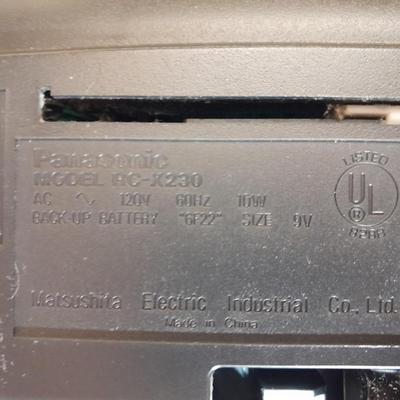 Panasonic
MODEL RC-X230
AC ∿ 120V 60Hz 10W
BACK-UP BATTERY "6F22" SIZE 9V
LISTED
UL
®
Matsushita Electric Industrial Co., Ltd.
Made in China